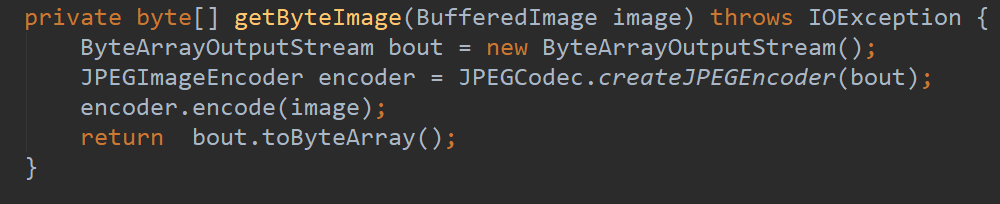 private byte[] getByteImage(BufferedImage image) throws IOException {
    ByteArrayOutputStream bout = new ByteArrayOutputStream();
    JPEGImageEncoder encoder = JPEGCodec.createJPEGEncoder(bout);
    encoder.encode(image);
    return  bout.toByteArray();
}